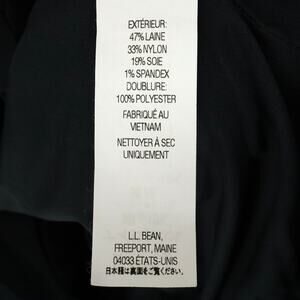 EXTÉRIEUR:
47% LAINE
33% NYLON
19% SOIE
1% SPANDEX
DOUBLURE:
100% POLYESTER
FABRIQUÉ AU
VIETNAM
NETTOYER À SEC
UNIQUEMENT
L.L. BEAN,
FREEPORT, MAINE
04033 ÉTATS-UNIS
日本語は裏面をご覧ください